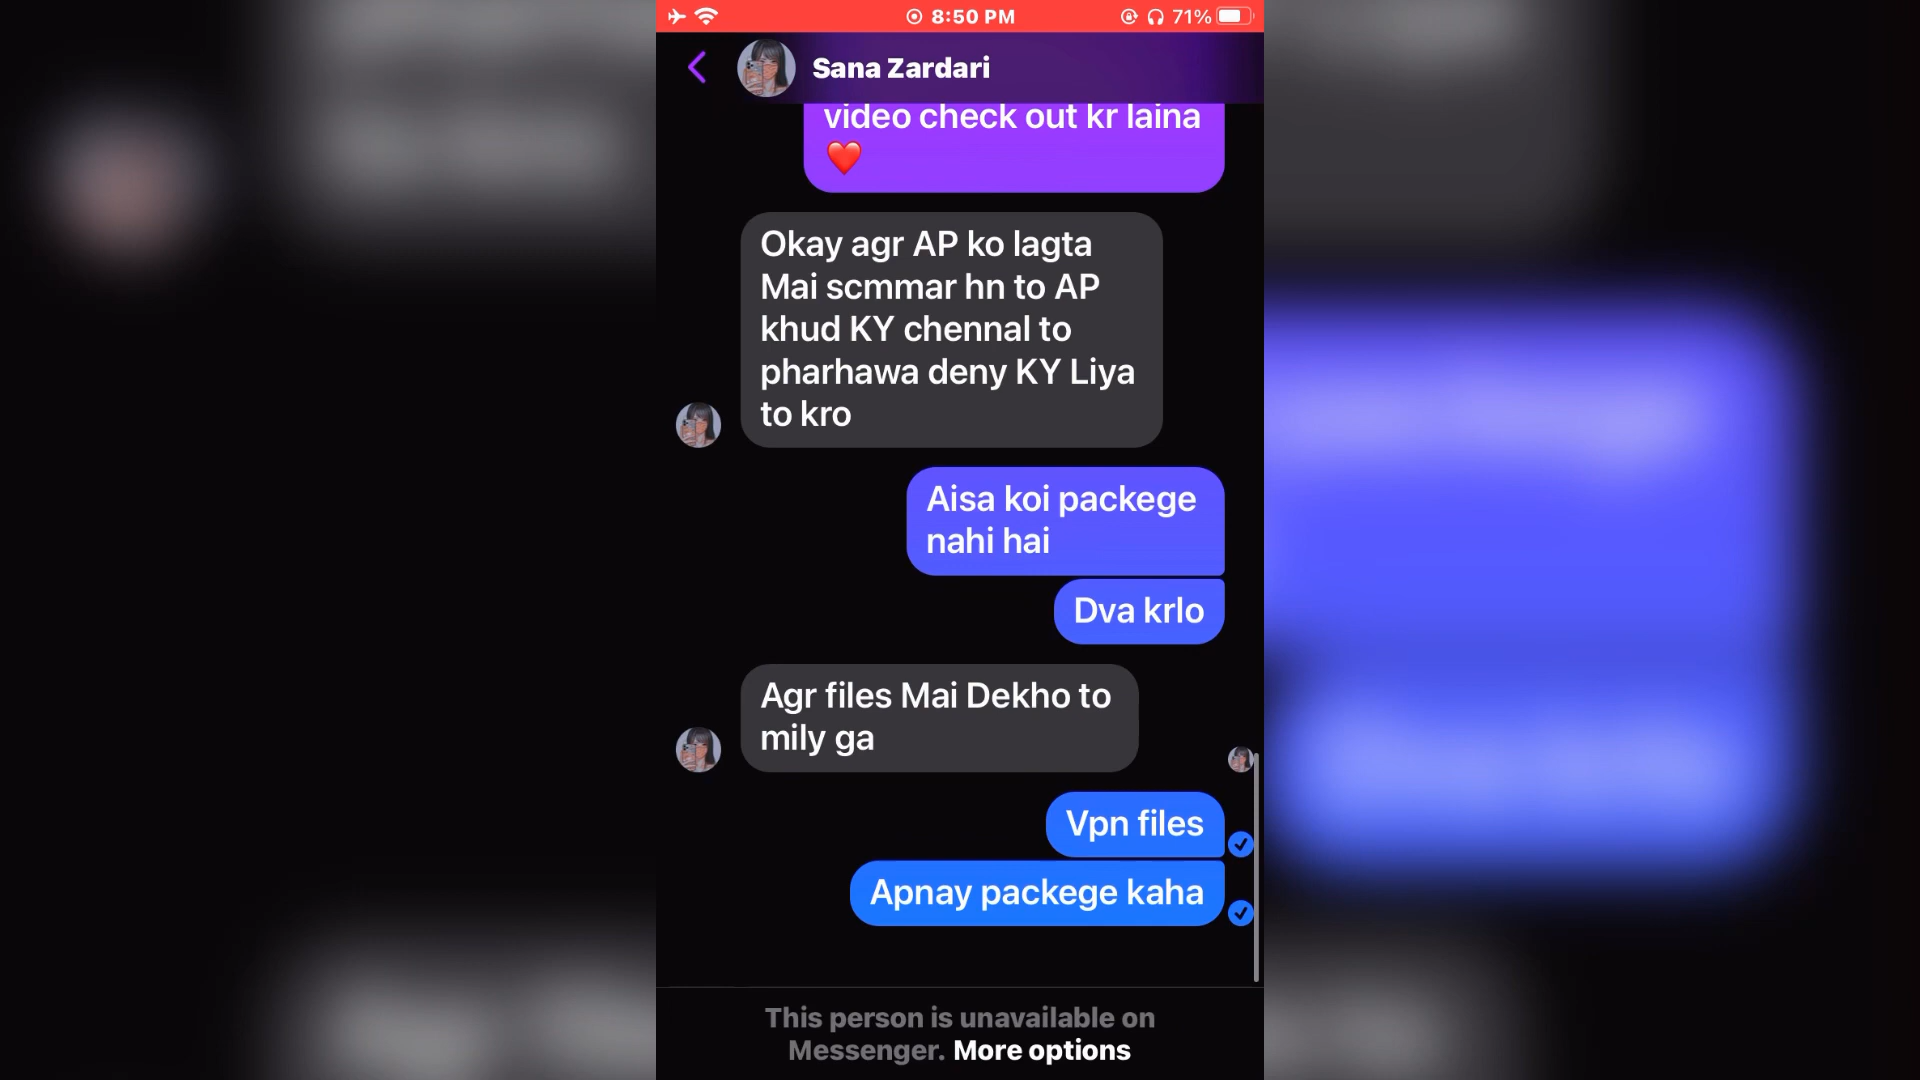 8:50 PM
71%
Sana Zardari
video check out kr laina
❤️
Okay agr AP ko lagta
Mai scmmar hn to AP
khud KY chennal to
pharhawa deny KY Liya
to kro
Aisa koi packege
nahi hai
Dva krlo
Agr files Mai Dekho to
mily ga
Vpn files
Apnay packege kaha
This person is unavailable on
Messenger. More options